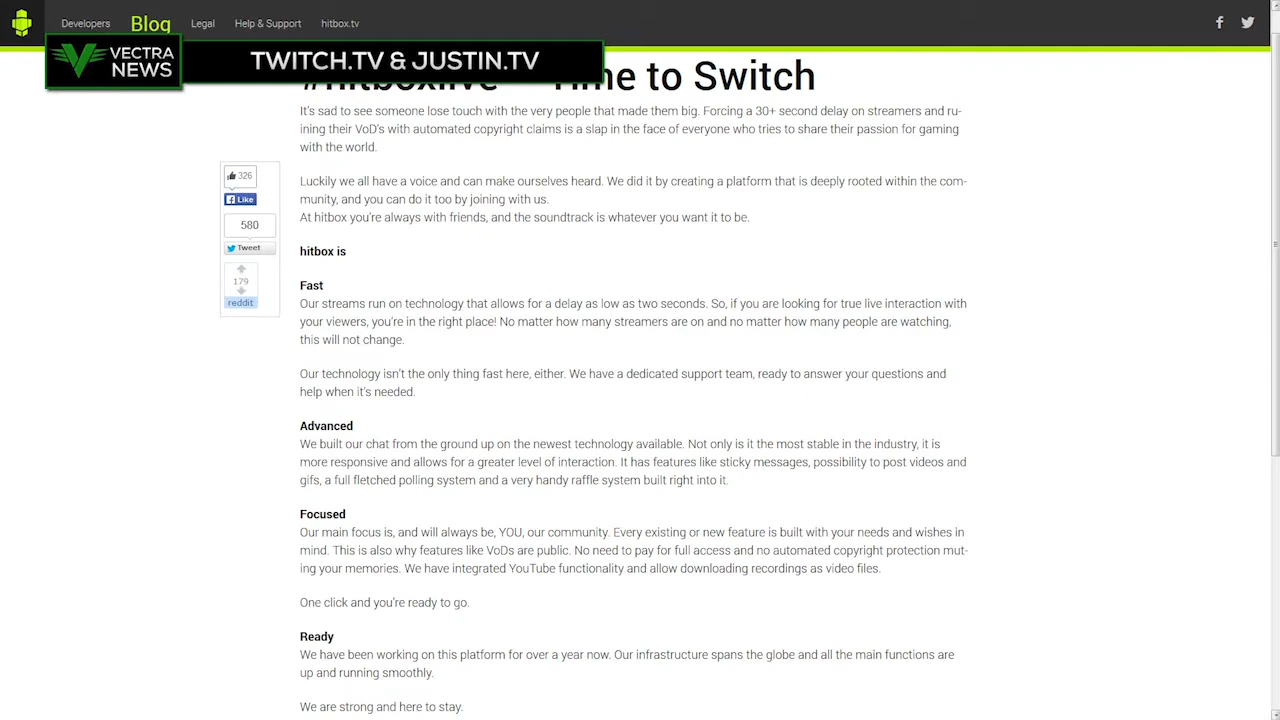 Developers Blog Legal Help & Support hitbox.tv
VECTRA NEWS
TWITCH.TV & JUSTIN.TV
to Switch
It's sad to see someone lose touch with the very people that made them big. Forcing a 30+ second delay on streamers and ru-
ining their VoD's with automated copyright claims is a slap in the face of everyone who tries to share their passion for gaming
with the world.
326
Like
580
Tweet
179
reddit
Luckily we all have a voice and can make ourselves heard. We did it by creating a platform that is deeply rooted within the com-
munity, and you can do it too by joining with us.
At hitbox you're always with friends, and the soundtrack is whatever you want it to be.
hitbox is
Fast
Our streams run on technology that allows for a delay as low as two seconds. So, if you are looking for true live interaction with
your viewers, you're in the right place! No matter how many streamers are on and no matter how many people are watching,
this will not change.
Our technology isn't the only thing fast here, either. We have a dedicated support team, ready to answer your questions and
help when it's needed.
Advanced
We built our chat from the ground up on the newest technology available. Not only is it the most stable in the industry, it is
more responsive and allows for a greater level of interaction. It has features like sticky messages, possibility to post videos and
gifs, a full fletched polling system and a very handy raffle system built right into it.
Focused
Our main focus is, and will always be, YOU, our community. Every existing or new feature is built with your needs and wishes in
mind. This is also why features like VoDs are public. No need to pay for full access and no automated copyright protection mut-
ing your memories. We have integrated YouTube functionality and allow downloading recordings as video files.
One click and you're ready to go.
Ready
We have been working on this platform for over a year now. Our infrastructure spans the globe and all the main functions are
up and running smoothly.
We are strong and here to stay.